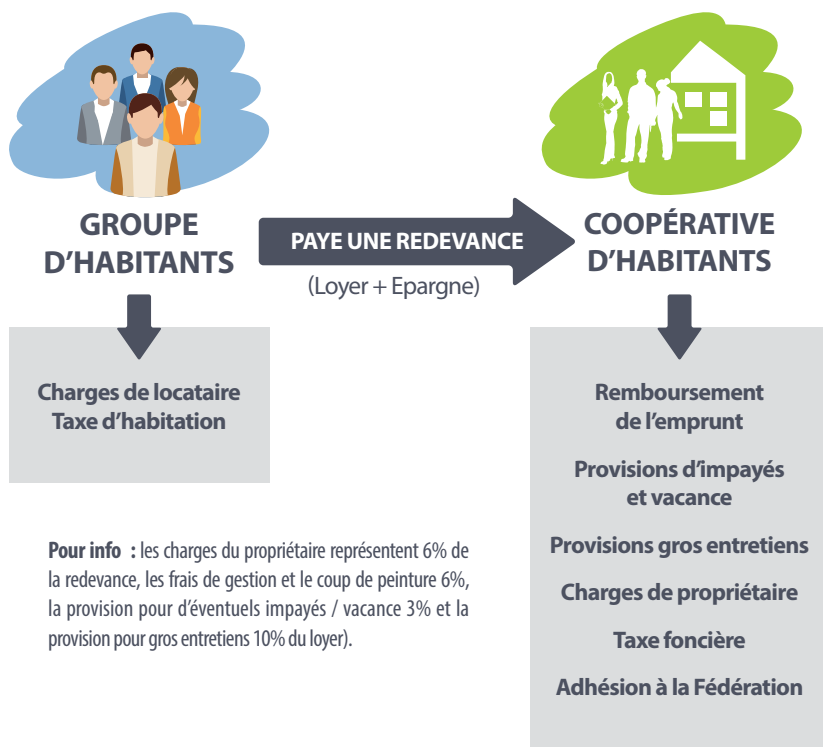 GROUPE
D’HABITANTS
PAYE UNE REDEVANCE
(Loyer + Epargne)
COOPÉRATIVE
D’HABITANTS
Charges de locataire
Taxe d’habitation
Remboursement
de l’emprunt
Provisions d’impayés
et vacance
Provisions gros entretiens
Charges de propriétaire
Taxe foncière
Adhésion à la Fédération
Pour info : les charges du propriétaire représentent 6% de
la redevance, les frais de gestion et le coup de peinture 6%,
la provision pour d’éventuels impayés / vacance 3% et la
provision pour gros entretiens 10% du loyer).